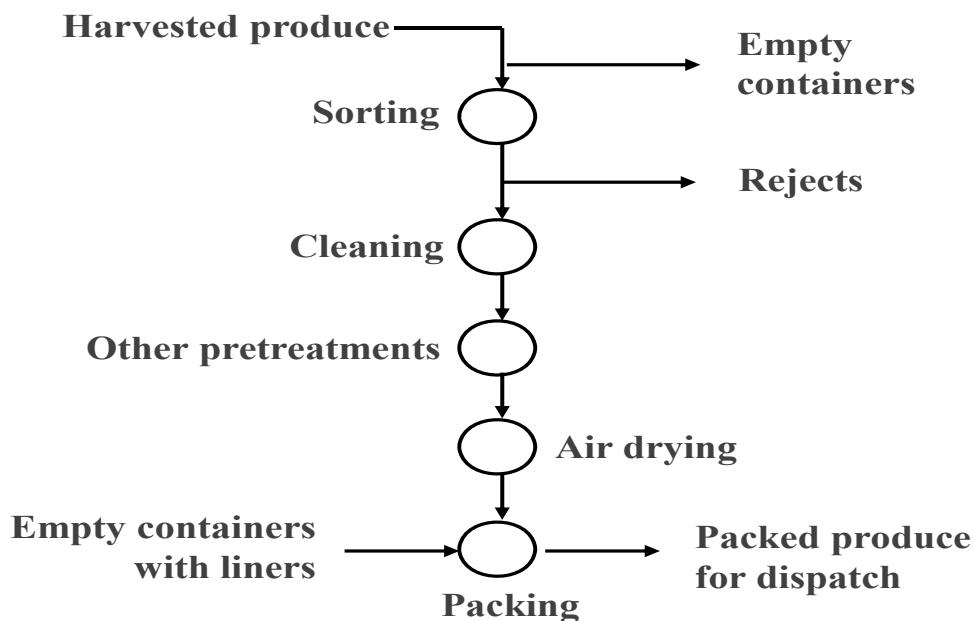 Harvested produce
Empty
containers
Sorting
Rejects
Cleaning
Other pretreatments
Air drying
Empty containers
with liners
Packed produce
for dispatch
Packing